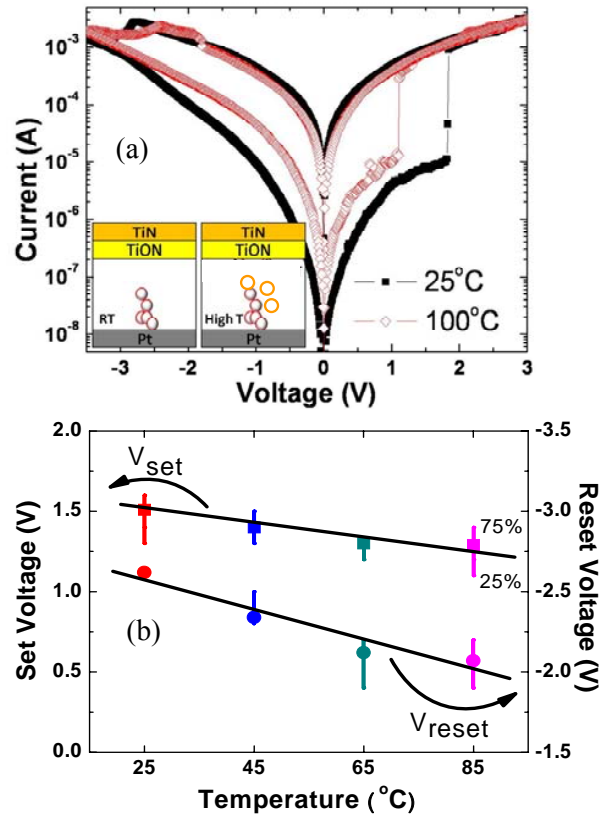 10⁻³
10⁻⁴
10⁻⁵
10⁻⁶
10⁻⁷
10⁻⁸
Current (A)
(a)
TiN
TiON
RT
Pt
TiN
TiON
High T
Pt
25°C
100°C
-3 -2 -1 0 1 2 3
Voltage (V)
2.0
1.5
1.0
0.5
0.0
Set Voltage (V)
Vset
75%
25%
(b)
Vreset
-3.5
-3.0
-2.5
-2.0
-1.5
Reset Voltage (V)
25 45 65 85
Temperature (°C)